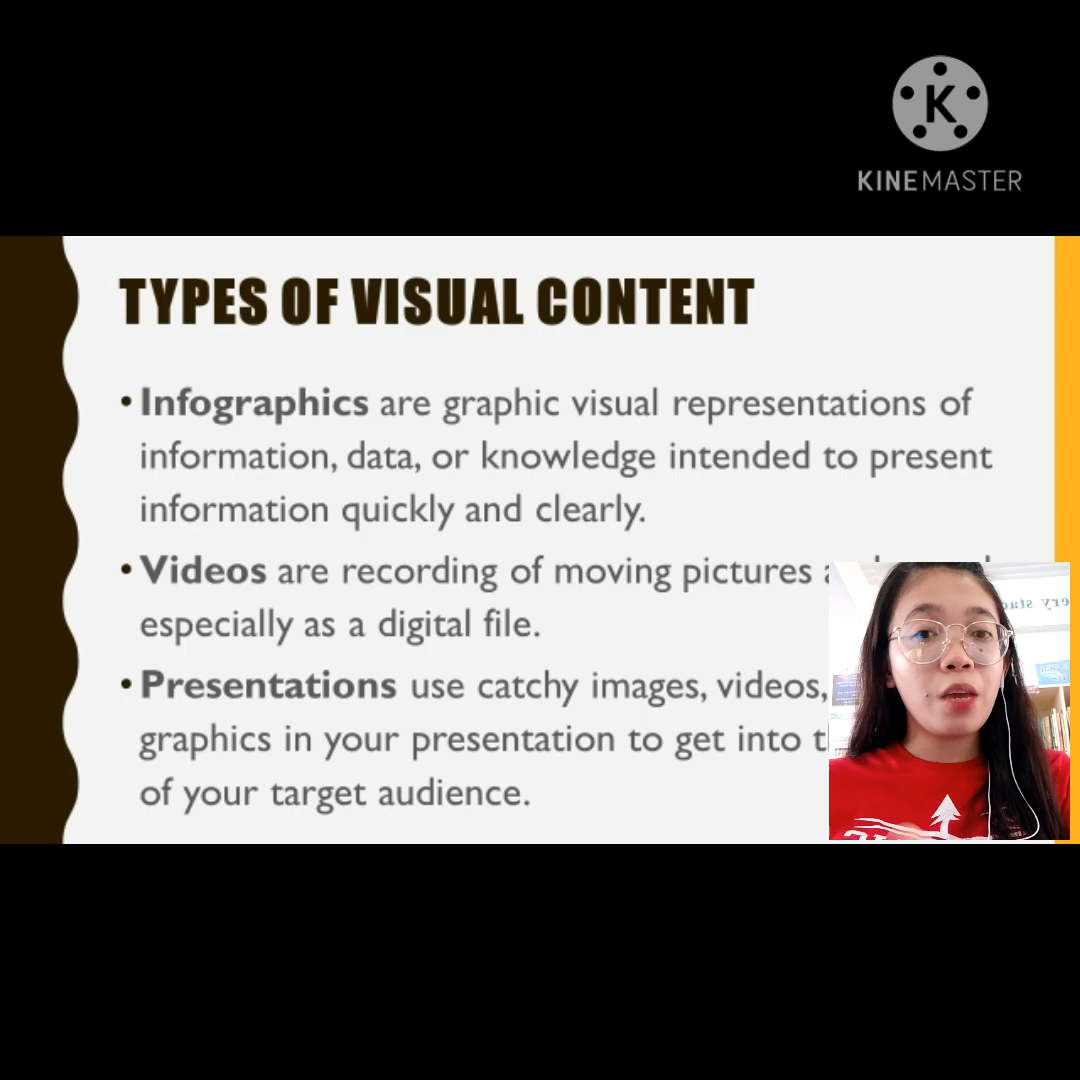 K
KINEMASTER
TYPES OF VISUAL CONTENT
• Infographics are graphic visual representations of
information, data, or knowledge intended to present
information quickly and clearly.
• Videos are recording of moving pictures
especially as a digital file.
• Presentations use catchy images, videos,
graphics in your presentation to get into
of your target audience.